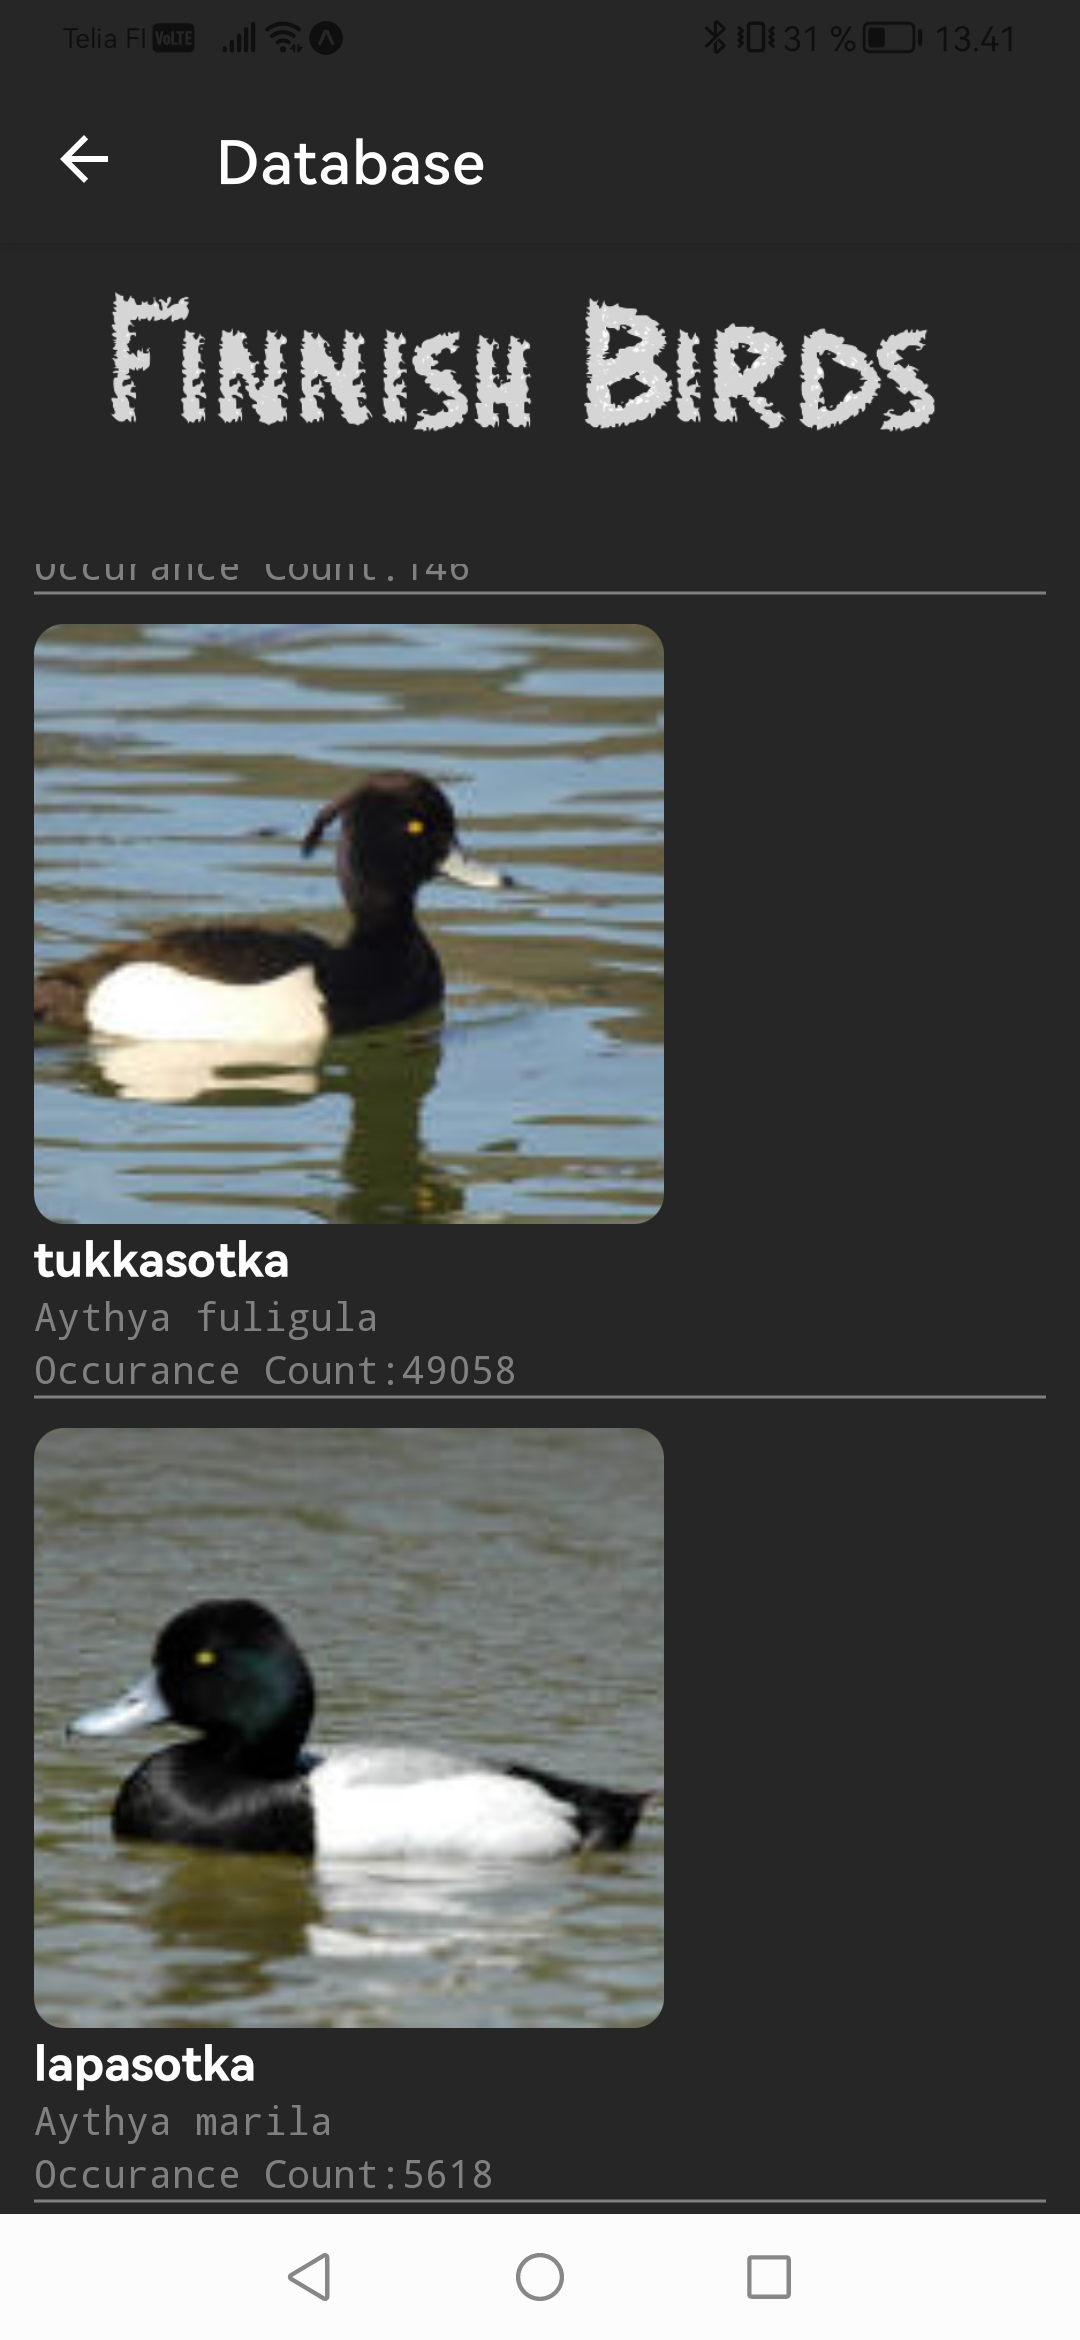 Telia FI VoLTE 31 % 13.41
Database
Finnish Birds
Occurance Count:146
tukkasotka
Aythya fuligula
Occurance Count:49058
lapasotka
Aythya marila
Occurance Count:5618